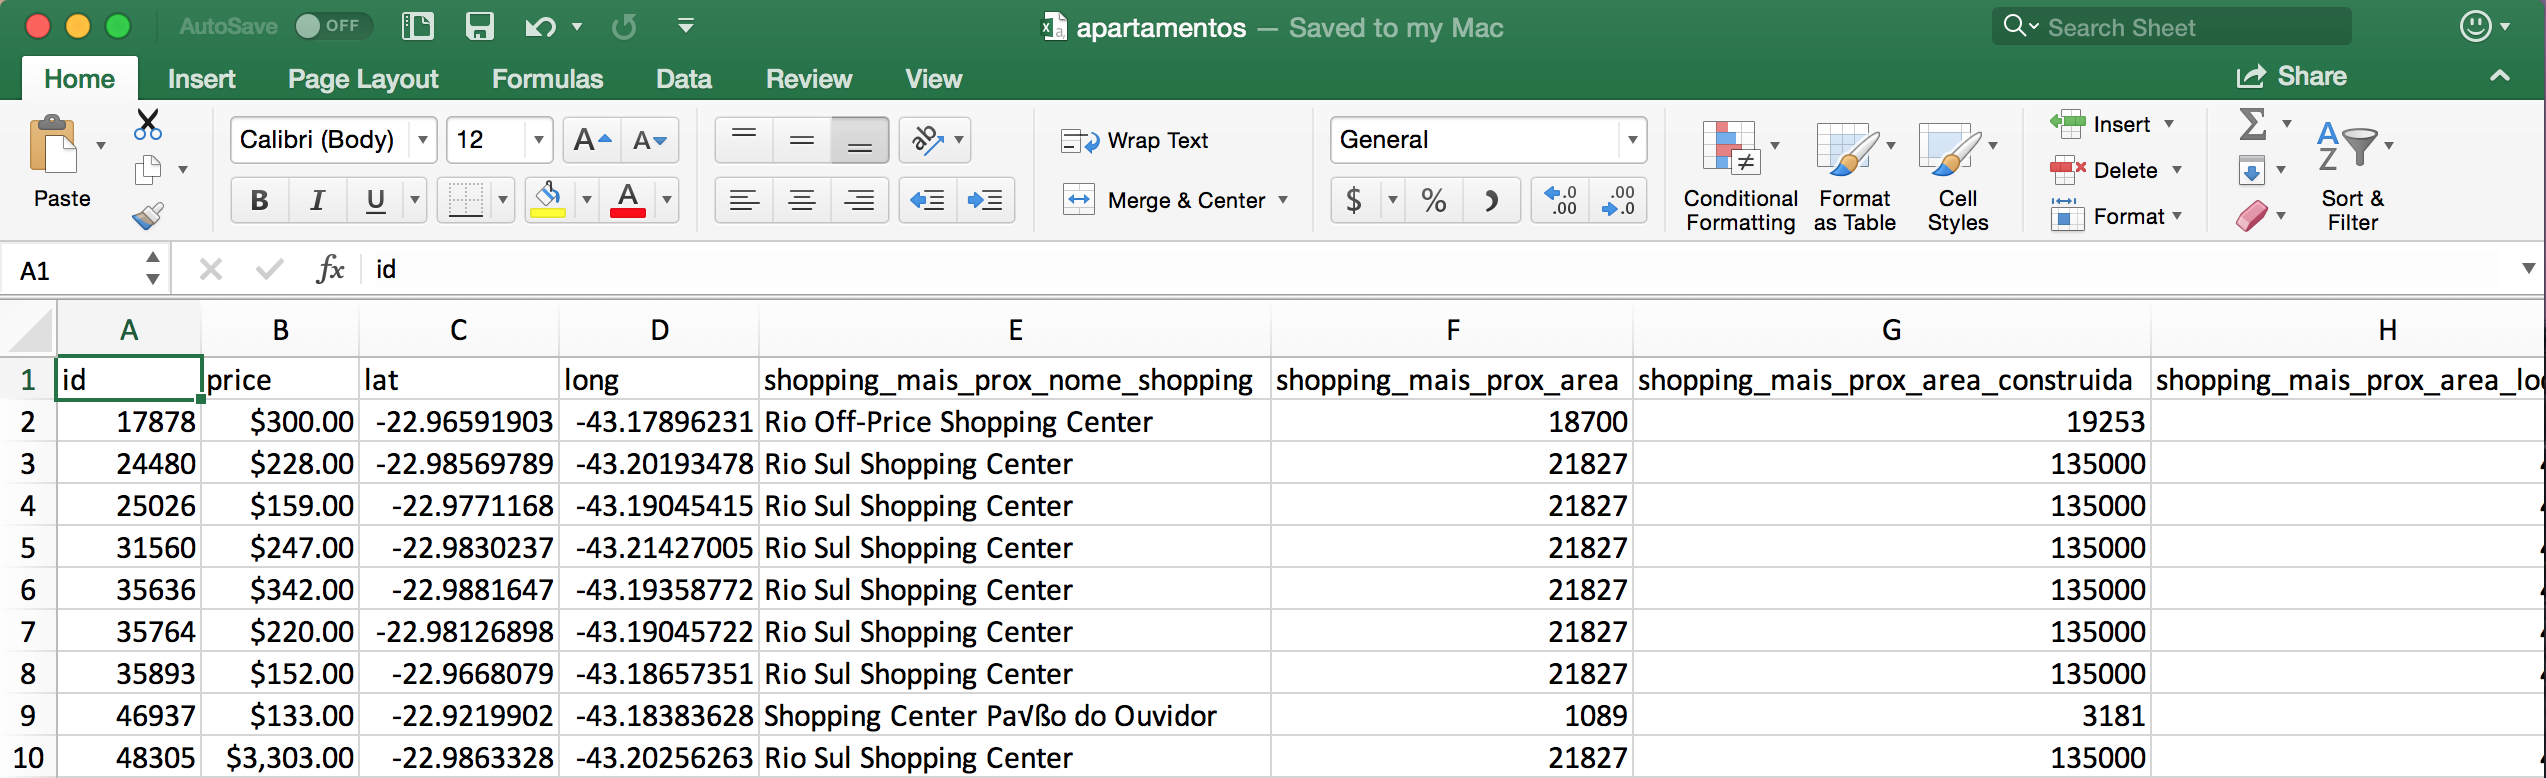 AutoSave OFF apartamentos — Saved to my Mac Search Sheet
Home Insert Page Layout Formulas Data Review View Share
Paste Calibri (Body) 12 A A Wrap Text General Conditional Formatting Format as Table Cell Styles Insert Delete Format Sort & Filter
B I U A Merge & Center $ % .0 .00 .00 .0
A1 fx id
A B C D E F G H
1 id price lat long shopping_mais_prox_nome_shopping shopping_mais_prox_area shopping_mais_prox_area_construida shopping_mais_prox_area_lo
2 17878 $300.00 -22.96591903 -43.17896231 Rio Off-Price Shopping Center 18700 19253
3 24480 $228.00 -22.98569789 -43.20193478 Rio Sul Shopping Center 21827 135000
4 25026 $159.00 -22.9771168 -43.19045415 Rio Sul Shopping Center 21827 135000
5 31560 $247.00 -22.9830237 -43.21427005 Rio Sul Shopping Center 21827 135000
6 35636 $342.00 -22.9881647 -43.19358772 Rio Sul Shopping Center 21827 135000
7 35764 $220.00 -22.98126898 -43.19045722 Rio Sul Shopping Center 21827 135000
8 35893 $152.00 -22.9668079 -43.18657351 Rio Sul Shopping Center 21827 135000
9 46937 $133.00 -22.9219902 -43.18383628 Shopping Center Pa√ßo do Ouvidor 1089 3181
10 48305 $3,303.00 -22.9863328 -43.20256263 Rio Sul Shopping Center 21827 135000